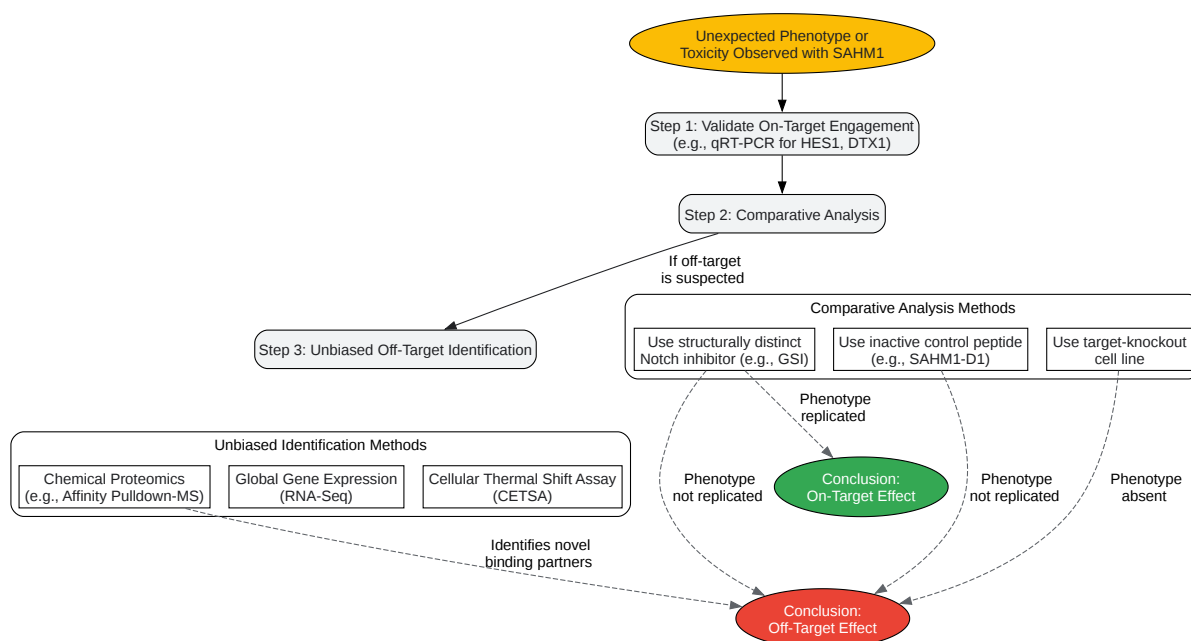 Unexpected Phenotype or
Toxicity Observed with SAHM1
Step 1: Validate On-Target Engagement
(e.g., qRT-PCR for HES1, DTX1)
Step 2: Comparative Analysis
If off-target
is suspected
Step 3: Unbiased Off-Target Identification
Comparative Analysis Methods
Use structurally distinct
Notch inhibitor (e.g., GSI)
Use inactive control peptide
(e.g., SAHM1-D1)
Use target-knockout
cell line
Phenotype
replicated
Unbiased Identification Methods
Chemical Proteomics
(e.g., Affinity Pulldown-MS)
Global Gene Expression
(RNA-Seq)
Cellular Thermal Shift Assay
(CETSA)
Phenotype
not replicated
Conclusion:
On-Target Effect
Phenotype
not replicated
Phenotype
absent
Identifies novel
binding partners
Conclusion:
Off-Target Effect